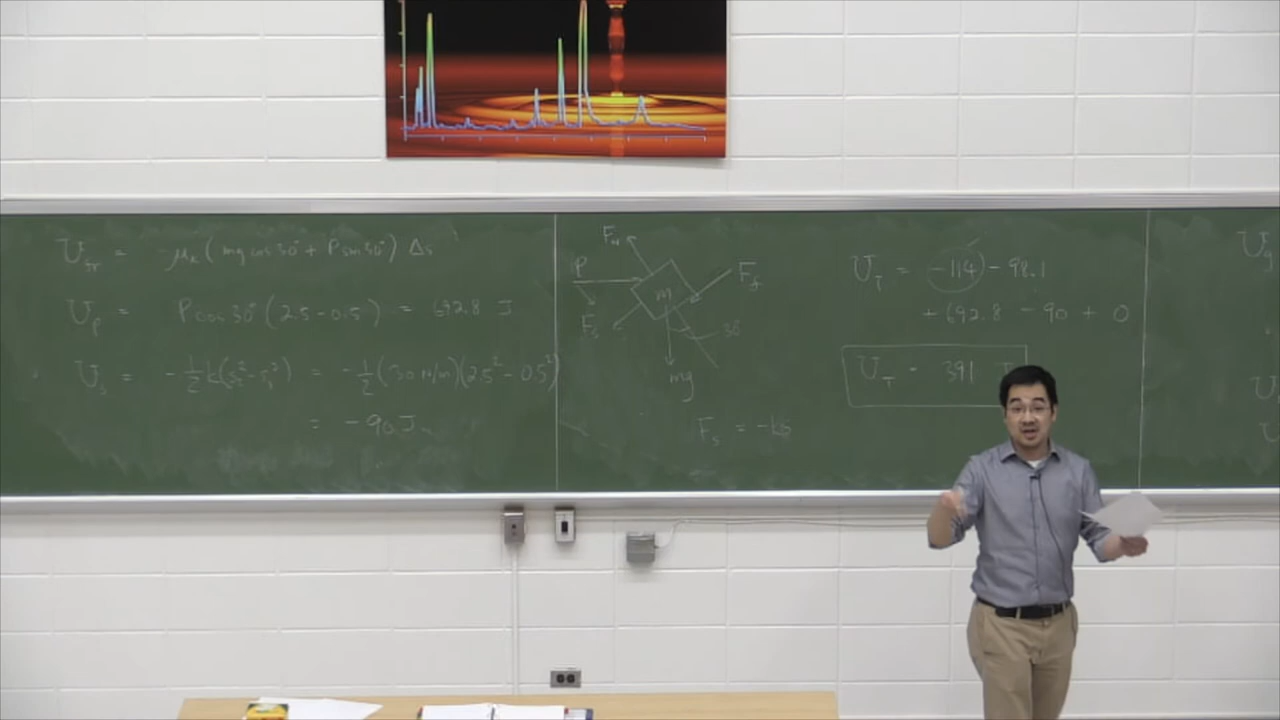 U_fr = -μ_k (mg cos 30° + P sin 30°) Δs
U_p = P cos 30° (2.5 - 0.5) = 692.8 J
U_s = -1/2 k(s₂² - s₁²) = -1/2 (30 N/m)(2.5² - 0.5²)
= -90 J
P
m
F_f
F_s
30
mg
F_s = -ks
U_T = -114 - 98.1
+ 692.8 - 90 + 0
U_T = 391
U_g